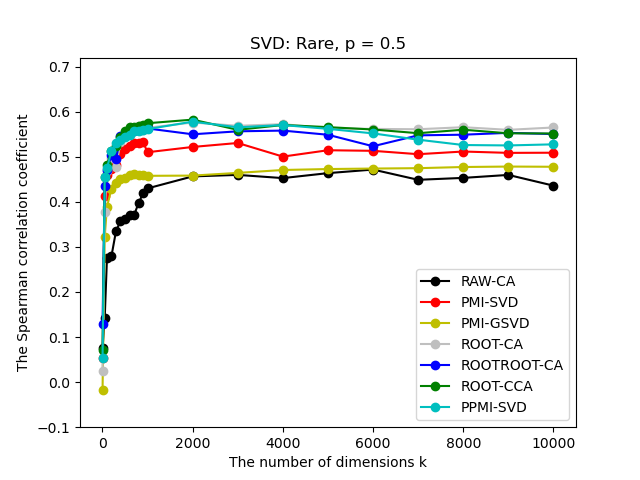 SVD: Rare, p = 0.5
The Spearman correlation coefficient
0.7
0.6
0.5
0.4
0.3
0.2
0.1
0.0
−0.1
RAW-CA
PMI-SVD
PMI-GSVD
ROOT-CA
ROOTROOT-CA
ROOT-CCA
PPMI-SVD
0 2000 4000 6000 8000 10000
The number of dimensions k